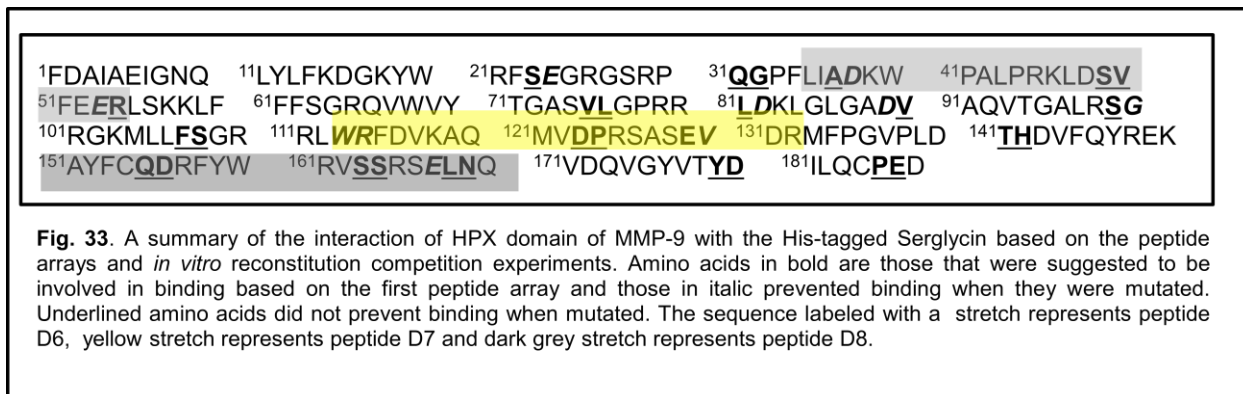 ¹FDAIAEIGNQ ¹¹LYLFKDGKYW ²¹RFSEGRGSRP ³¹QGPFLIADKW ⁴¹PALPRKLDSV
⁵¹FEERLSKKLF ⁶¹FFSGRQVWVY ⁷¹TGASVLGPRR ⁸¹LDKLGLGADV ⁹¹AQVTGALRSG
¹⁰¹RGKMLLFSGR ¹¹¹RLWRFDVKAQ ¹²¹MVDPRSASEV ¹³¹DRMFPGVPLD ¹⁴¹THDVFQYREK
¹⁵¹AYFCQDRFYW ¹⁶¹RVSSRSELNQ ¹⁷¹VDQVGYVTYD ¹⁸¹ILQCPED
Fig. 33. A summary of the interaction of HPX domain of MMP-9 with the His-tagged Serglycin based on the peptide
arrays and in vitro reconstitution competition experiments. Amino acids in bold are those that were suggested to be
involved in binding based on the first peptide array and those in italic prevented binding when they were mutated.
Underlined amino acids did not prevent binding when mutated. The sequence labeled with a stretch represents peptide
D6, yellow stretch represents peptide D7 and dark grey stretch represents peptide D8.